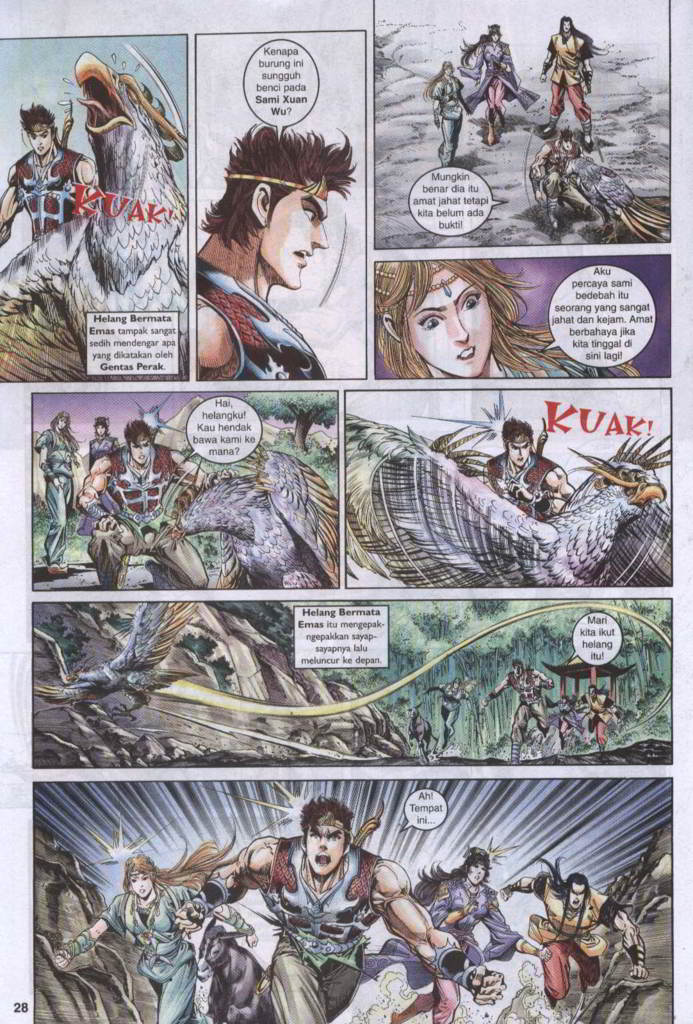 KUAK!
Helang Bermata
Emas tampak sangat
sedih mendengar apa
yang dikatakan oleh
Gentas Perak.
Kenapa
burung ini
sungguh
benci pada
Sami Xuan
Wu?
Mungkin
benar dia itu
amat jahat tetapi
kita belum ada
bukti!
Aku
percaya sami
bedebah itu
seorang yang sangat
jahat dan kejam. Amat
berbahaya jika
kita tinggal di
sini lagi!
Hai,
helangku!
Kau hendak
bawa kami ke
mana?
KUAK!
Helang Bermata
Emas itu mengepak-
ngepakkan sayap-
sayapnya lalu
meluncur ke depan.
Mari
kita ikut
helang
itu!
Ah!
Tempat
ini...
28